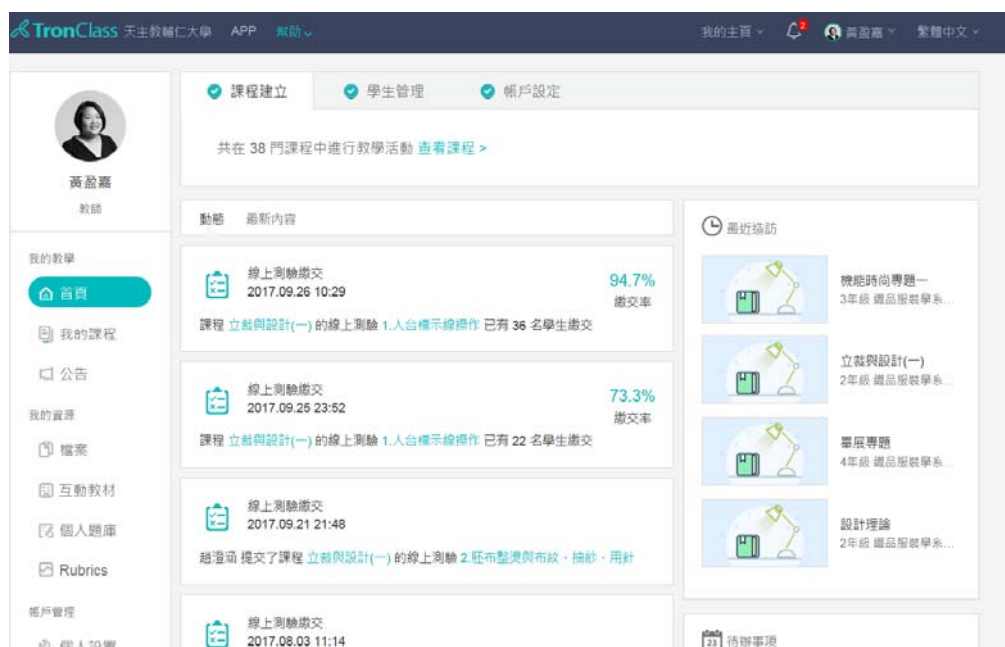 TronClass 天主教輔仁大學 APP 幫助
我的主頁 2 黃盈嘉 繁體中文
黃盈嘉
教師
我的教學
首頁
我的課程
公告
我的資源
檔案
互動教材
個人題庫
Rubrics
帳戶管理
個人設置
課程建立 學生管理 帳戶設定
共在 38 門課程中進行教學活動 查看課程 >
動態 最新內容
線上測驗繳交
2017.09.26 10:29
94.7%
繳交率
課程 立裁與設計(一) 的線上測驗 1.人台標示線操作 已有 36 名學生繳交
線上測驗繳交
2017.09.25 23:52
73.3%
繳交率
課程 立裁與設計(一) 的線上測驗 1.人台標示線操作 已有 22 名學生繳交
線上測驗繳交
2017.09.21 21:48
趙澄涵 提交了課程 立裁與設計(一) 的線上測驗 2.胚布整燙與布紋、抽紗、用針
線上測驗繳交
2017.08.03 11:14
最近造訪
機能時尚專題一
3年級 織品服裝學系...
立裁與設計(一)
2年級 織品服裝學系...
畢展專題
4年級 織品服裝學系...
設計理論
2年級 織品服裝學系...
23 待辦事項